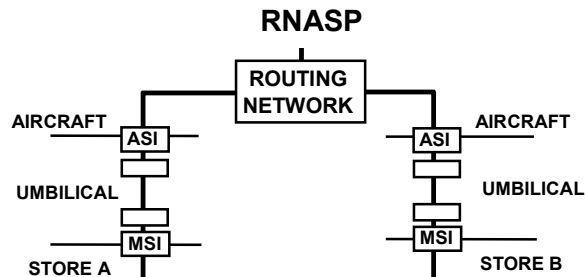 RNASP
ROUTING
NETWORK
AIRCRAFT
ASI
UMBILICAL
MSI
STORE A
AIRCRAFT
ASI
UMBILICAL
MSI
STORE B